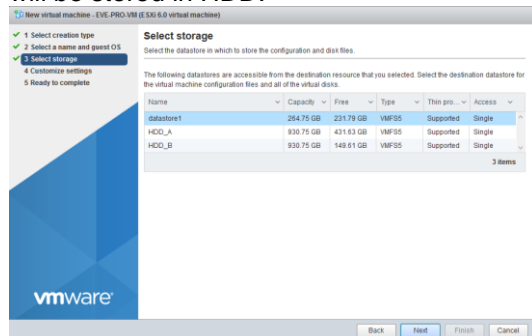 will be stored in HDD.
New virtual machine - EVE-PRO-VM (ESXi 6.0 virtual machine)
1 Select creation type
2 Select a name and guest OS
3 Select storage
4 Customize settings
5 Ready to complete
Select storage
Select the datastore in which to store the configuration and disk files.
The following datastores are accessible from the destination resource that you selected. Select the destination datastore for
the virtual machine configuration files and all of the virtual disks.
Name Capacity Free Type Thin pro... Access
datastore1 264.75 GB 231.79 GB VMFS5 Supported Single
HDD_A 930.75 GB 431.63 GB VMFS5 Supported Single
HDD_B 930.75 GB 149.61 GB VMFS5 Supported Single
3 items
vmware
Back Next Finish Cancel